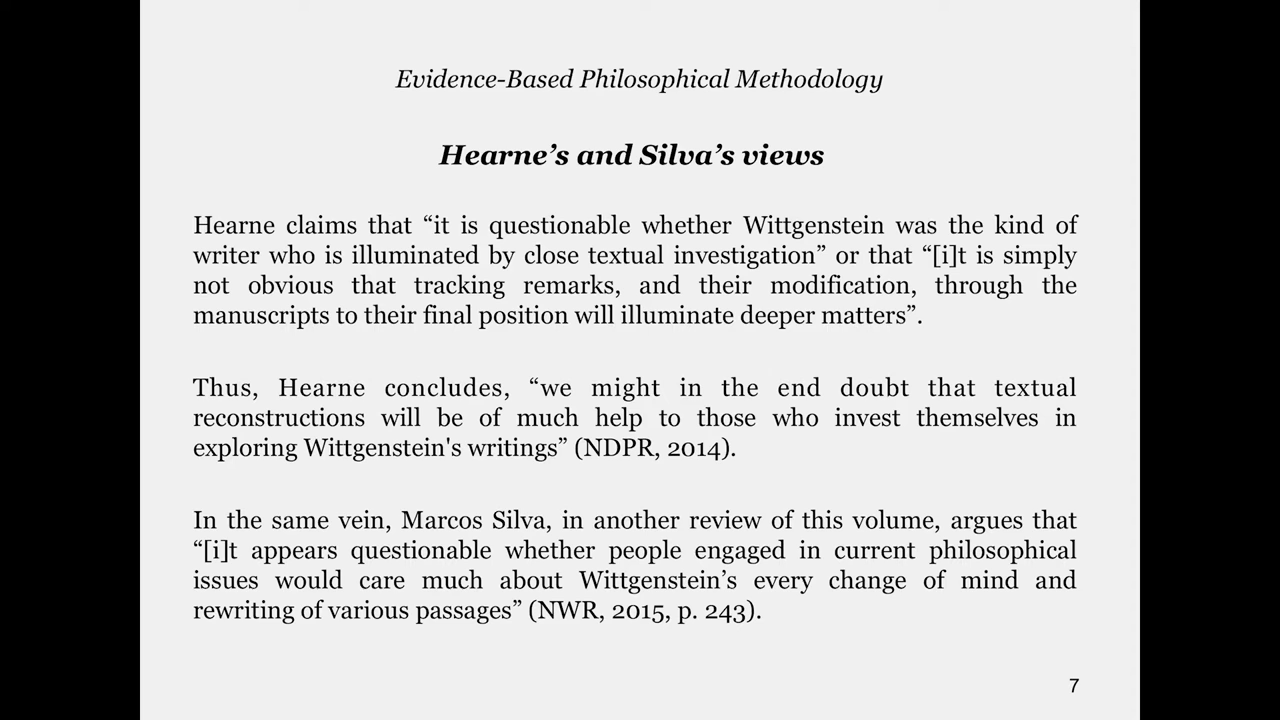 Evidence-Based Philosophical Methodology
Hearne’s and Silva’s views
Hearne claims that “it is questionable whether Wittgenstein was the kind of
writer who is illuminated by close textual investigation” or that “[i]t is simply
not obvious that tracking remarks, and their modification, through the
manuscripts to their final position will illuminate deeper matters”.
Thus, Hearne concludes, “we might in the end doubt that textual
reconstructions will be of much help to those who invest themselves in
exploring Wittgenstein's writings” (NDPR, 2014).
In the same vein, Marcos Silva, in another review of this volume, argues that
“[i]t appears questionable whether people engaged in current philosophical
issues would care much about Wittgenstein’s every change of mind and
rewriting of various passages” (NWR, 2015, p. 243).
7